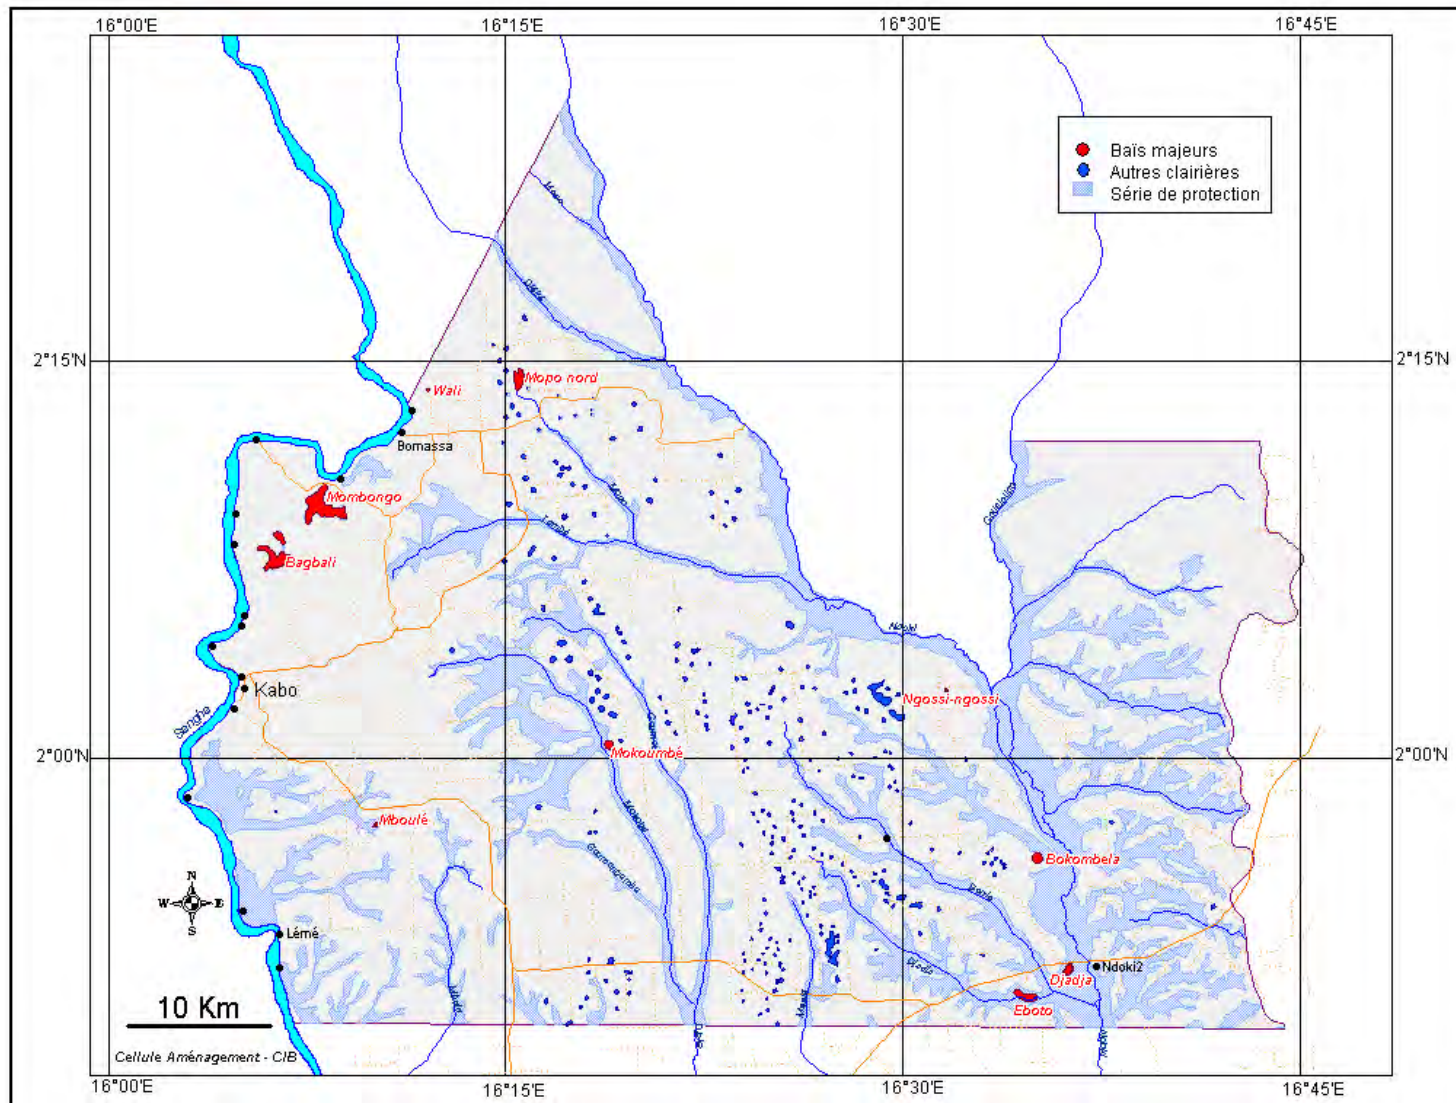 16°00'E
16°15'E
16°30'E
16°45'E
Baïs majeurs
Autres clairières
Série de protection
2°15'N
2°15'N
Wali
Mopo nord
Bomassa
Mombongo
Bagbali
Ndoki
Kabo
Ngossi-ngossi
Sangha
Mokoumbé
2°00'N
2°00'N
Mboulé
Bokombela
N
W
E
S
Lémé
Ndoki2
Djadja
Eboto
10 Km
Cellule Aménagement - CIB
16°00'E
16°15'E
16°30'E
16°45'E